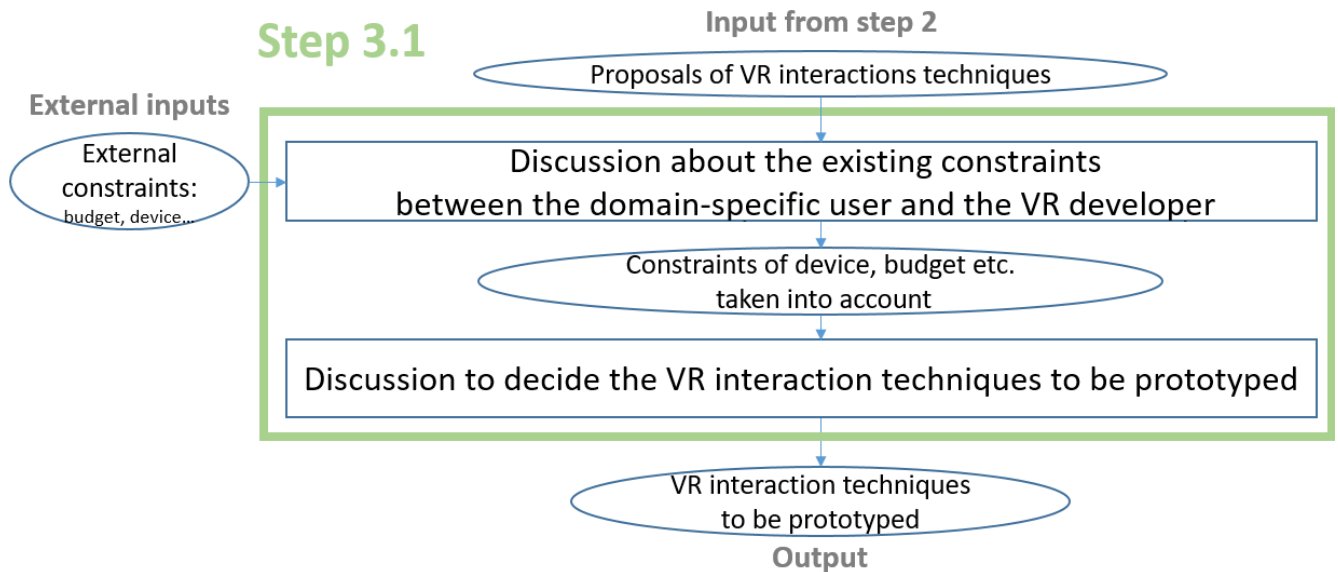 Step 3.1
Input from step 2
Proposals of VR interactions techniques
External inputs
External
constraints:
budget, device...
Discussion about the existing constraints
between the domain-specific user and the VR developer
Constraints of device, budget etc.
taken into account
Discussion to decide the VR interaction techniques to be prototyped
VR interaction techniques
to be prototyped
Output